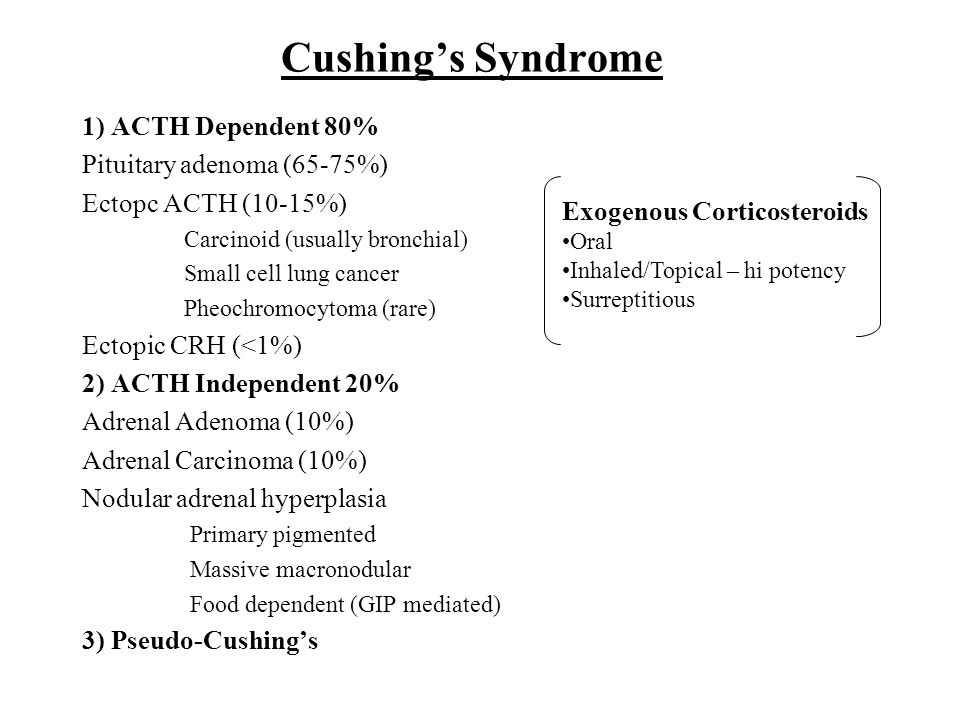 Cushing’s Syndrome
1) ACTH Dependent 80%
Pituitary adenoma (65-75%)
Ectopc ACTH (10-15%)
Carcinoid (usually bronchial)
Small cell lung cancer
Pheochromocytoma (rare)
Ectopic CRH (<1%)
2) ACTH Independent 20%
Adrenal Adenoma (10%)
Adrenal Carcinoma (10%)
Nodular adrenal hyperplasia
Primary pigmented
Massive macronodular
Food dependent (GIP mediated)
3) Pseudo-Cushing’s
Exogenous Corticosteroids
•Oral
•Inhaled/Topical – hi potency
•Surreptitious